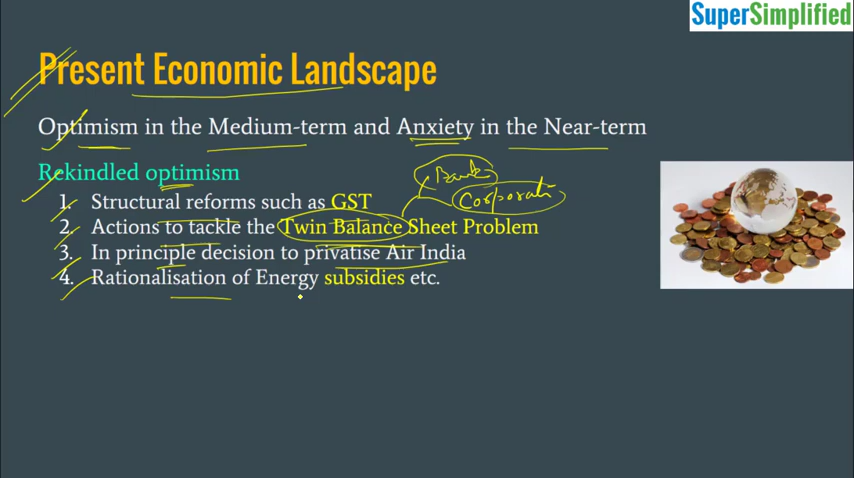 SuperSimplified
Present Economic Landscape
Optimism in the Medium-term and Anxiety in the Near-term
Rekindled optimism
Bank
1. Structural reforms such as GST
Corporate
2. Actions to tackle the Twin Balance Sheet Problem
3. In principle decision to privatise Air India
4. Rationalisation of Energy subsidies etc.